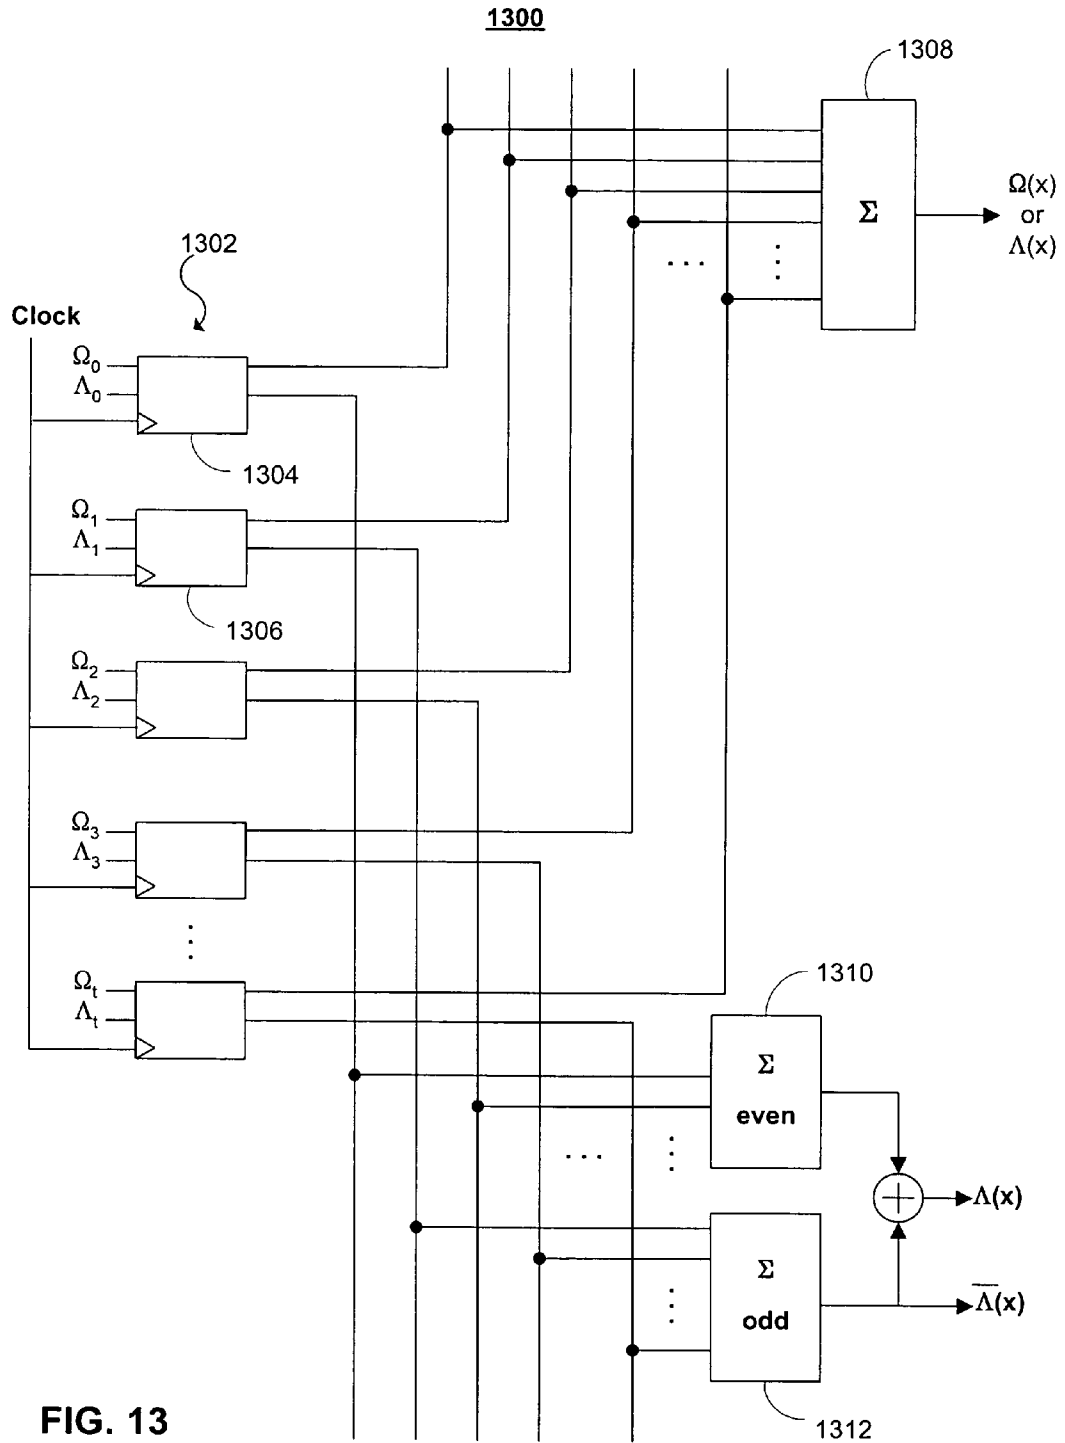 1300
1308
Σ
Ω(x)
or
Λ(x)
1302
Clock
Ω₀
Λ₀
1304
Ω₁
Λ₁
1306
Ω₂
Λ₂
Ω₃
Λ₃
Ωₜ
Λₜ
1310
Σ
even
Λ(x)
Σ
odd
Λ̅(x)
1312
FIG. 13